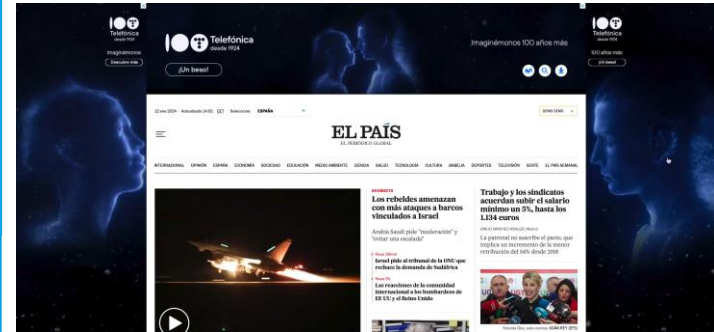 Telefónica
desde 1924
Imaginémonos
Descubre más
Telefónica
desde 1924
¡Un beso!
Imaginémonos 100 años más
Telefónica
desde 1924
100 años más
¡Un beso!
ESPAÑA
EL PAÍS
EL PERIÓDICO GLOBAL
INTERNACIONAL OPINIÓN ESPAÑA ECONOMÍA SOCIEDAD EDUCACIÓN MEDIO AMBIENTE CIENCIA SALUD TECNOLOGÍA CULTURA BABELIA DEPORTES TELEVISIÓN GENTE EL PAÍS SEMANAL
EN DIRECTO
Los rebeldes amenazan
con más ataques a barcos
vinculados a Israel
Arabia Saudí pide “moderación” y
“evitar una escalada”
Israel pide al tribunal de la ONU que
rechace la demanda de Sudáfrica
Las reacciones de la comunidad
internacional a los bombardeos de
EE UU y el Reino Unido
Trabajo y los sindicatos
acuerdan subir el salario
mínimo un 5%, hasta los
1.134 euros
La patronal no suscribe el pacto, que
implica un incremento de la menor
retribución del 54% desde 2018